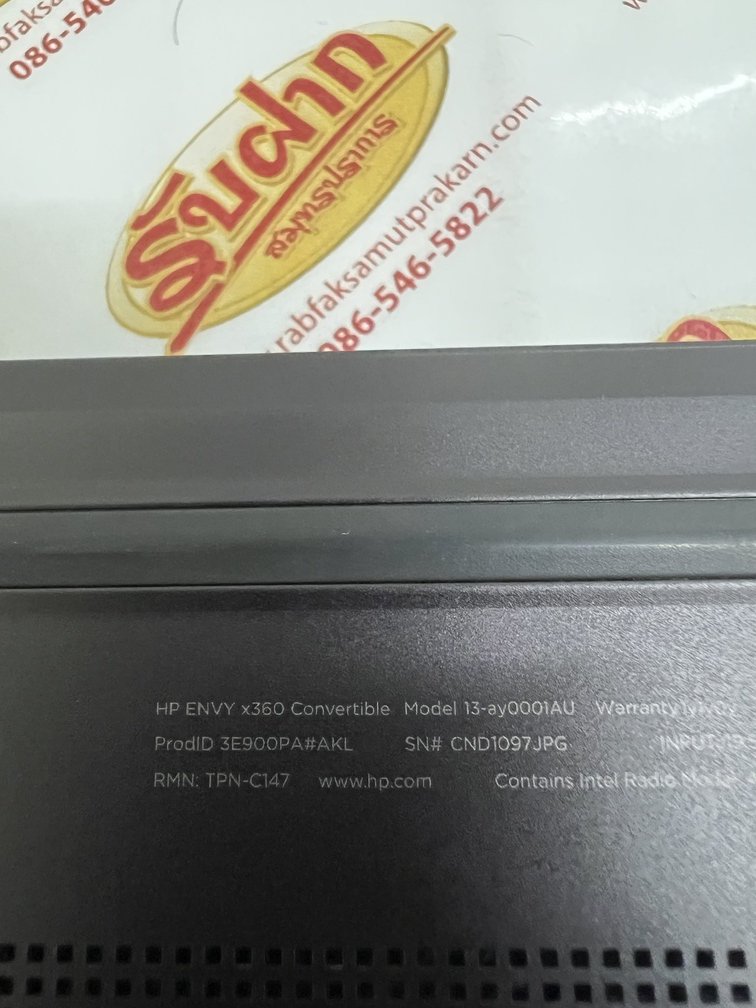 086-546
รับฝาก
สมุทรปราการ
rabfaksamutprakarn.com
086-546-5822
HP ENVY x360 Convertible Model 13-ay0001AU Warranty
ProdID 3E900PA#AKL SN# CND1097JPG INPUT
RMN: TPN-C147 www.hp.com Contains Intel Radio